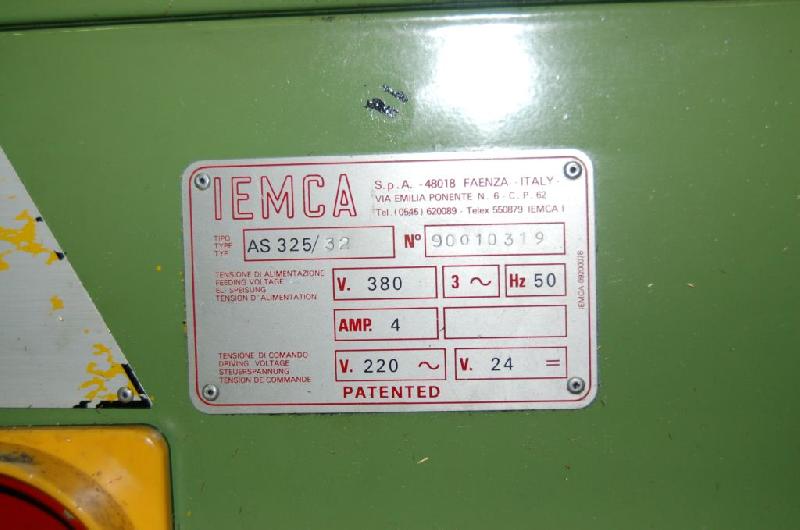 IEMCA
S.p.A. - 48018 FAENZA - ITALY -
VIA EMILIA PONENTE N. 6 - C. P. 62
Tel. (0546) 620089 - Telex 550879 IEMCA I
TIPO
TYPE
TYP
AS 325/32
N° 90010319
TENSIONE DI ALIMENTAZIONE
FEEDING VOLTAGE
EL-SPEISUNG
TENSION D'ALIMENTATION
V. 380
3 ~
Hz 50
AMP. 4
TENSIONE DI COMANDO
DRIVING VOLTAGE
STEUERSPANNUNG
TENSION DE COMMANDE
V. 220 ~
V. 24 =
PATENTED